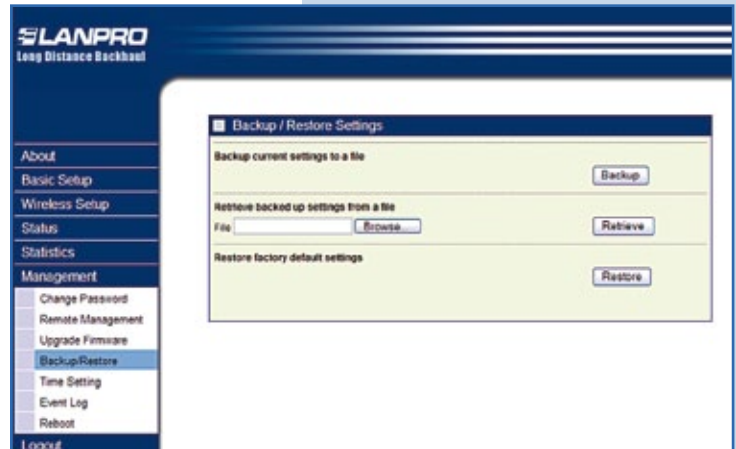 LANPRO
Long Distance Backhaul
About
Basic Setup
Wireless Setup
Status
Statistics
Management
Change Password
Remote Management
Upgrade Firmware
Backup/Restore
Time Setting
Event Log
Reboot
Logout
Backup / Restore Settings
Backup current settings to a file
Backup
Retrieve backed up settings from a file
File Browse... Retrieve
Restore factory default settings
Restore